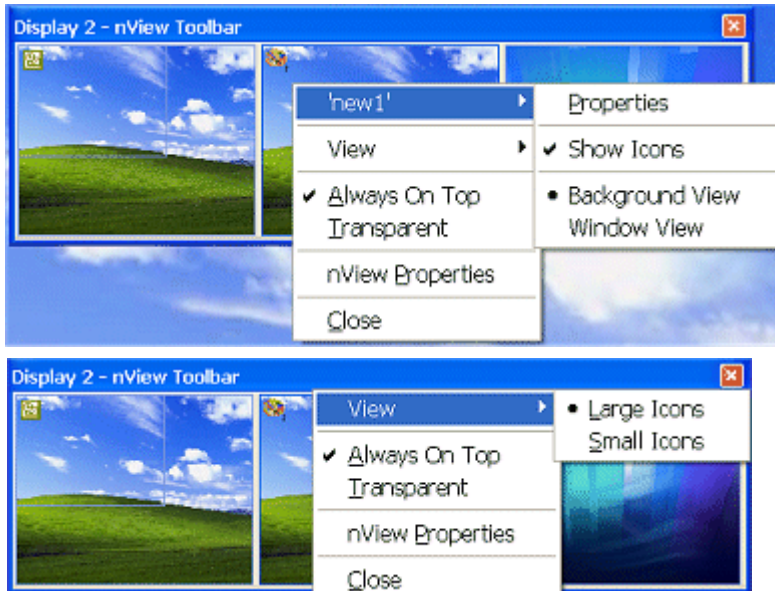 Display 2 - nView Toolbar
'new1'
View
Always On Top
Transparent
nView Properties
Close
Properties
Show Icons
Background View
Window View
Display 2 - nView Toolbar
View
Always On Top
Transparent
nView Properties
Close
Large Icons
Small Icons